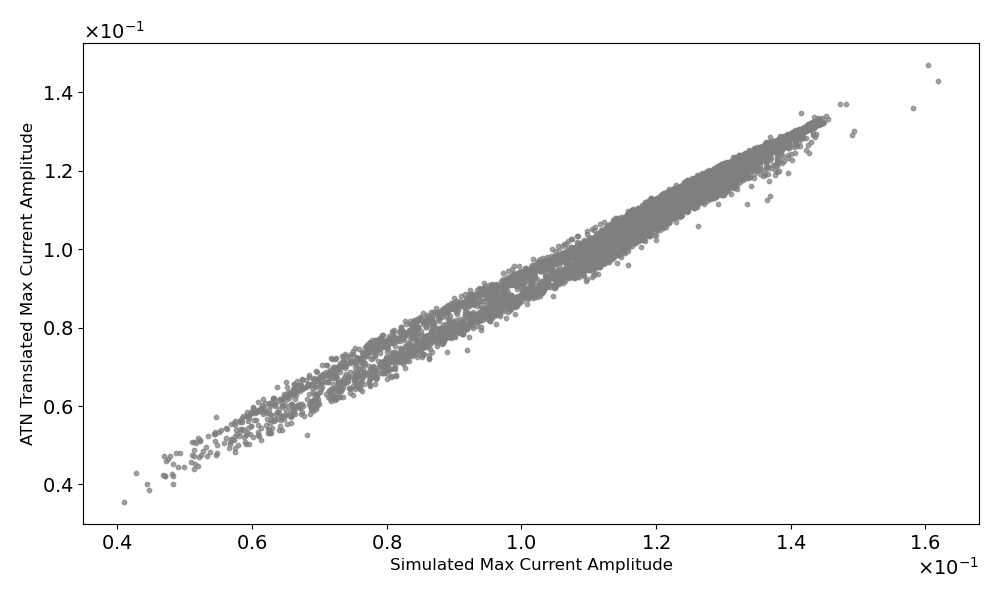 ×10⁻¹
1.4
1.2
1.0
0.8
0.6
0.4
ATN Translated Max Current Amplitude
0.4 0.6 0.8 1.0 1.2 1.4 1.6
Simulated Max Current Amplitude
×10⁻¹